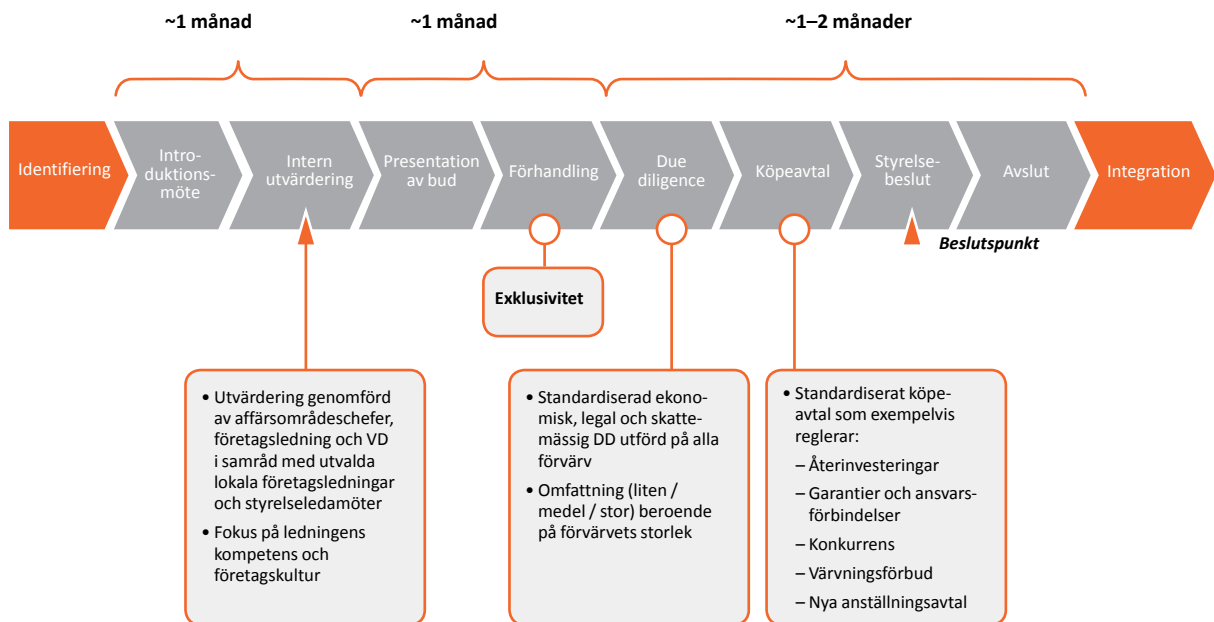 ~1 månad
~1 månad
~1–2 månader
Identifiering
Intro-
duktions-
möte
Intern
utvärdering
Presentation
av bud
Förhandling
Due
diligence
Köpeavtal
Styrelse-
beslut
Avslut
Integration
Beslutspunkt
Exklusivitet
• Utvärdering genomförd
av affärsområdeschefer,
företagsledning och VD
i samråd med utvalda
lokala företagsledningar
och styrelseledamöter
• Fokus på ledningens
kompetens och
företagskultur
• Standardiserad ekono-
misk, legal och skatte-
mässig DD utförd på alla
förvärv
• Omfattning (liten /
medel / stor) beroende
på förvärvets storlek
• Standardiserat köpe-
avtal som exempelvis
reglerar:
– Återinvesteringar
– Garantier och ansvars-
förbindelser
– Konkurrens
– Värvningsförbud
– Nya anställningsavtal